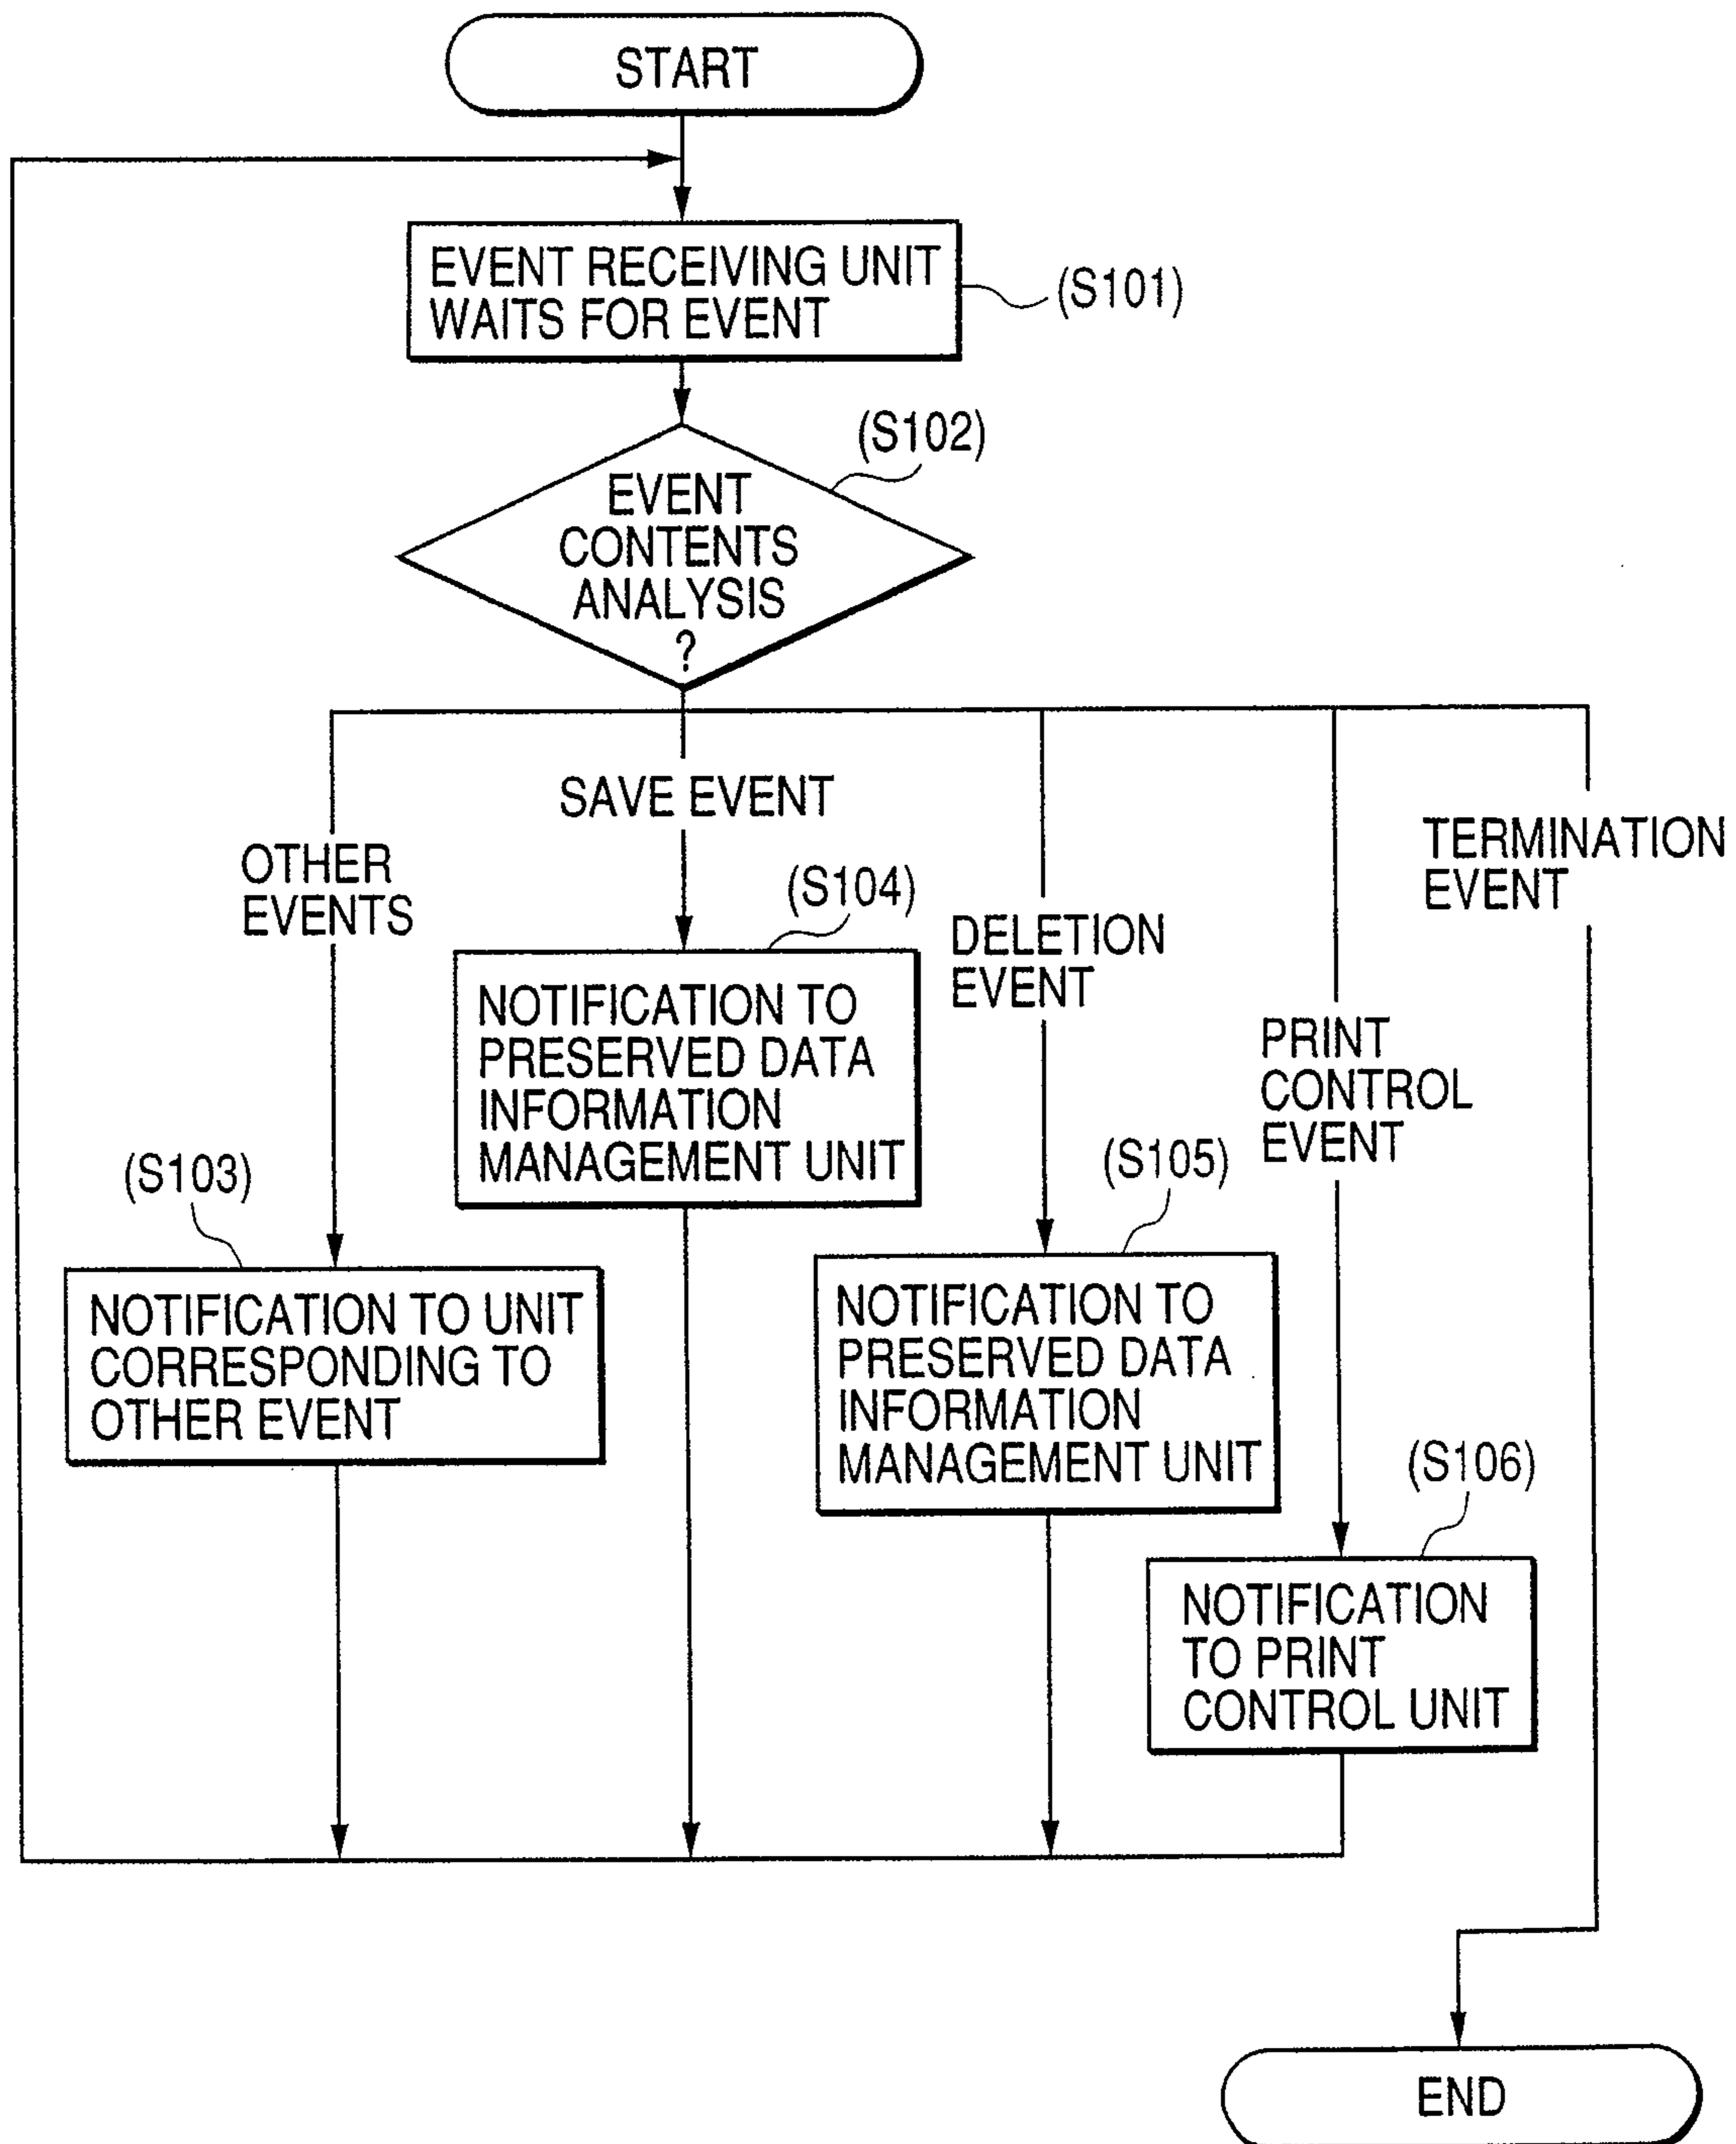 START
EVENT RECEIVING UNIT
WAITS FOR EVENT
(S101)
(S102)
EVENT
CONTENTS
ANALYSIS
?
OTHER
EVENTS
SAVE EVENT
DELETION
EVENT
PRINT
CONTROL
EVENT
TERMINATION
EVENT
(S103)
NOTIFICATION TO UNIT
CORRESPONDING TO
OTHER EVENT
(S104)
NOTIFICATION TO
PRESERVED DATA
INFORMATION
MANAGEMENT UNIT
(S105)
NOTIFICATION TO
PRESERVED DATA
INFORMATION
MANAGEMENT UNIT
(S106)
NOTIFICATION
TO PRINT
CONTROL UNIT
END